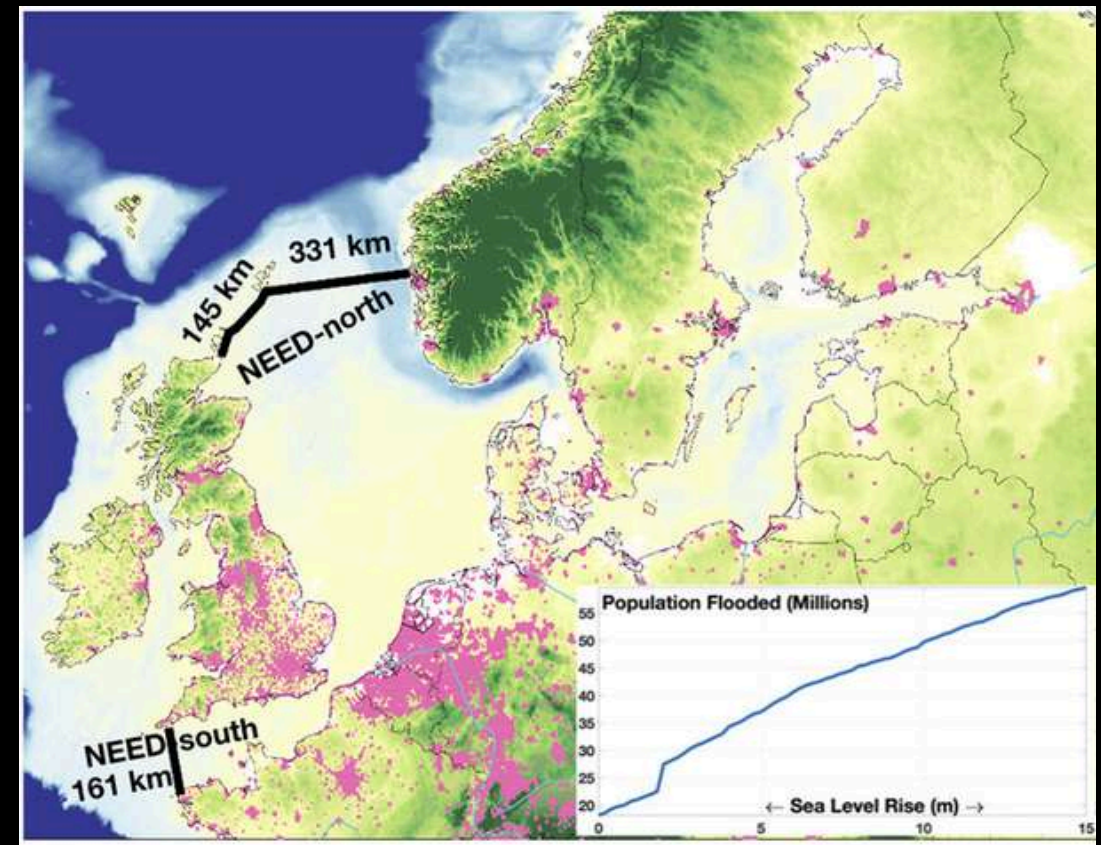 331 km
145 km
NEED-north
NEED-south
161 km
Population Flooded (Millions)
55
50
45
40
35
30
25
20
← Sea Level Rise (m) →
0 5 10 15